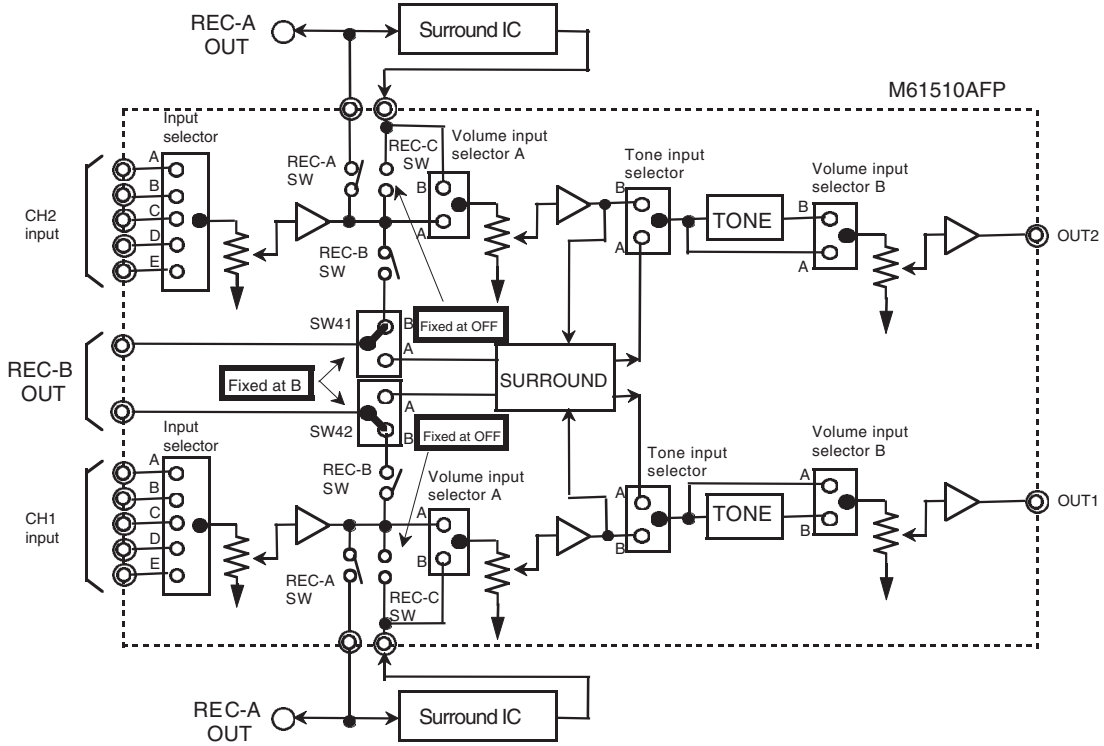 REC-A
OUT
Surround IC
M61510AFP
Input
selector
REC-A
SW
REC-C
SW
Volume input
selector A
Tone input
selector
Volume input
selector B
CH2
input
A
B
C
D
E
B
A
B
A
TONE
B
A
OUT2
REC-B
SW
SW41
B
A
Fixed at OFF
REC-B
OUT
Fixed at B
SURROUND
SW42
A
B
Fixed at OFF
Input
selector
REC-B
SW
Volume input
selector A
Tone input
selector
Volume input
selector B
CH1
input
A
B
C
D
E
A
B
A
B
TONE
A
B
OUT1
REC-A
SW
REC-C
SW
REC-A
OUT
Surround IC